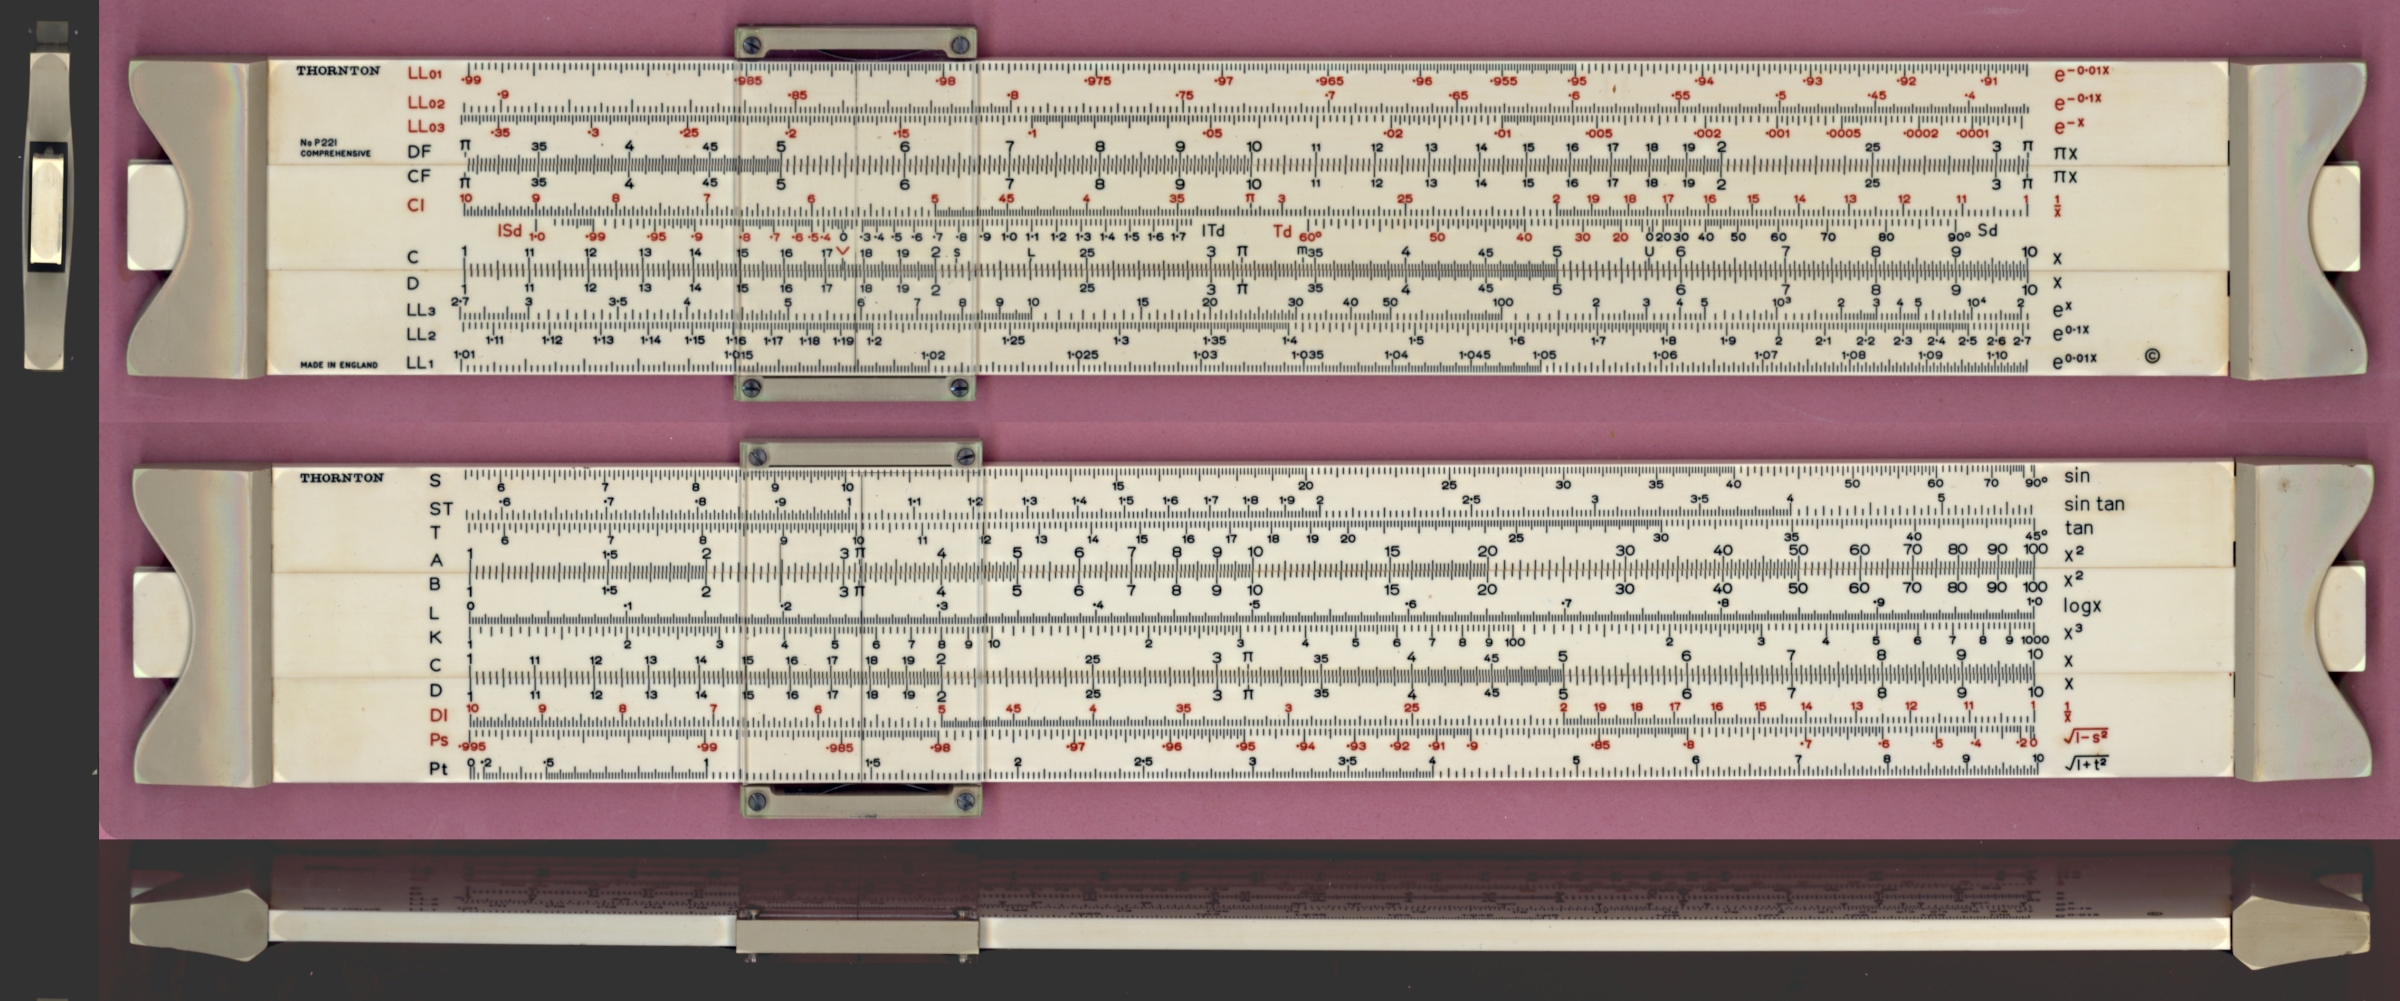 THORNTON LL01 ·99 ·985 ·98 ·975 ·97 ·965 ·96 ·955 ·95 ·94 ·93 ·92 ·91 e-0·01x
LL02 ·9 ·85 ·8 ·75 ·7 ·65 ·6 ·55 ·5 ·45 ·4 e-0·1x
LL03 ·35 ·3 ·25 ·2 ·15 ·1 ·05 ·02 ·01 ·005 ·002 ·001 ·0005 ·0002 ·0001 e-x
No P221
COMPREHENSIVE
DF π 35 4 45 5 6 7 8 9 10 11 12 13 14 15 16 17 18 19 2 25 3 π πx
CF π 35 4 45 5 6 7 8 9 10 11 12 13 14 15 16 17 18 19 2 25 3 π πx
CI 10 9 8 7 6 5 45 4 35 π 3 25 2 19 18 17 16 15 14 13 12 11 1 1/x
ISd 1·0 ·99 ·95 ·9 ·8 ·7 ·6 ·5 ·4 0 ·3 ·4 ·5 ·6 ·7 ·8 ·9 1·0 1·1 1·2 1·3 1·4 1·5 1·6 1·7 ITd Td 60° 50 40 30 20 0 20 30 40 50 60 70 80 90° Sd
C 1 11 12 13 14 15 16 17 V 18 19 2 s L 25 3 π m 35 4 45 5 U 6 7 8 9 10 x
D 1 11 12 13 14 15 16 17 18 19 2 25 3 π 35 4 45 5 6 7 8 9 10 x
LL3 2·7 3 3·5 4 5 6 7 8 9 10 15 20 30 40 50 100 2 3 4 5 10³ 2 3 4 5 10⁴ 2 ex
LL2 1·11 1·12 1·13 1·14 1·15 1·16 1·17 1·18 1·19 1·2 1·25 1·3 1·35 1·4 1·5 1·6 1·7 1·8 1·9 2 2·1 2·2 2·3 2·4 2·5 2·6 2·7 e0·1x
MADE IN ENGLAND LL1 1·01 1·015 1·02 1·025 1·03 1·035 1·04 1·045 1·05 1·06 1·07 1·08 1·09 1·10 e0·01x ©
THORNTON S 6 7 8 9 10 15 20 25 30 35 40 50 60 70 90° sin
ST ·6 ·7 ·8 ·9 1 1·1 1·2 1·3 1·4 1·5 1·6 1·7 1·8 1·9 2 2·5 3 3·5 4 5 sin tan
T 6 7 8 9 10 11 12 13 14 15 16 17 18 19 20 25 30 35 40 45° tan
A 1 1·5 2 3 π 4 5 6 7 8 9 10 15 20 30 40 50 60 70 80 90 100 x²
B 1 1·5 2 3 π 4 5 6 7 8 9 10 15 20 30 40 50 60 70 80 90 100 x²
L 0 ·1 ·2 ·3 ·4 ·5 ·6 ·7 ·8 ·9 1·0 logx
K 1 2 3 4 5 6 7 8 9 10 2 3 4 5 6 7 8 9 100 2 3 4 5 6 7 8 9 1000 x³
C 1 11 12 13 14 15 16 17 18 19 2 25 3 π 35 4 45 5 6 7 8 9 10 x
D 1 11 12 13 14 15 16 17 18 19 2 25 3 π 35 4 45 5 6 7 8 9 10 x
DI 10 9 8 7 6 5 45 4 35 3 25 2 19 18 17 16 15 14 13 12 11 1 1/x
Ps ·995 ·99 ·985 ·98 ·97 ·96 ·95 ·94 ·93 ·92 ·91 ·9 ·85 ·8 ·7 ·6 ·5 ·4 ·2 0 √1-s²
Pt 0 ·2 ·5 1 1·5 2 2·5 3 3·5 4 5 6 7 8 9 10 √1+t²